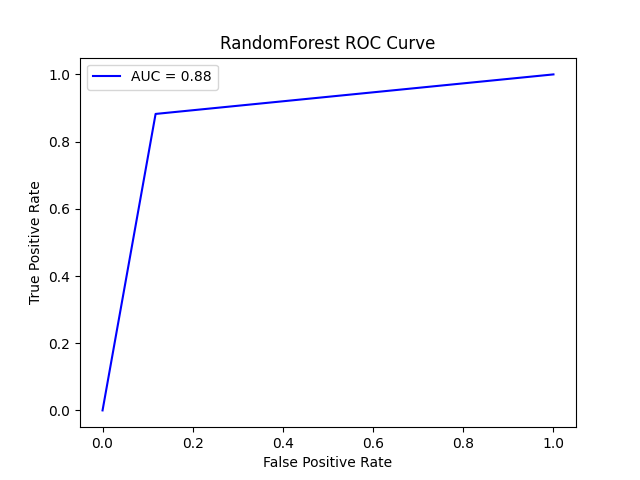 RandomForest ROC Curve
AUC = 0.88
1.0
0.8
0.6
0.4
0.2
0.0
True Positive Rate
0.0 0.2 0.4 0.6 0.8 1.0
False Positive Rate